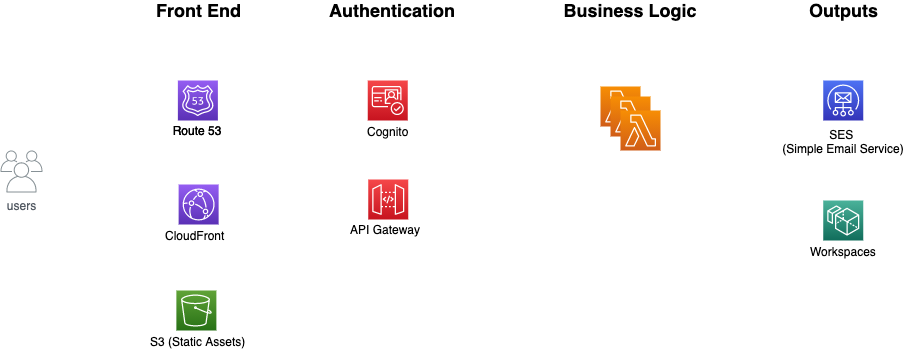 Front End
Authentication
Business Logic
Outputs
53
Route 53
Cognito
SES
(Simple Email Service)
users
CloudFront
API Gateway
Workspaces
S3 (Static Assets)